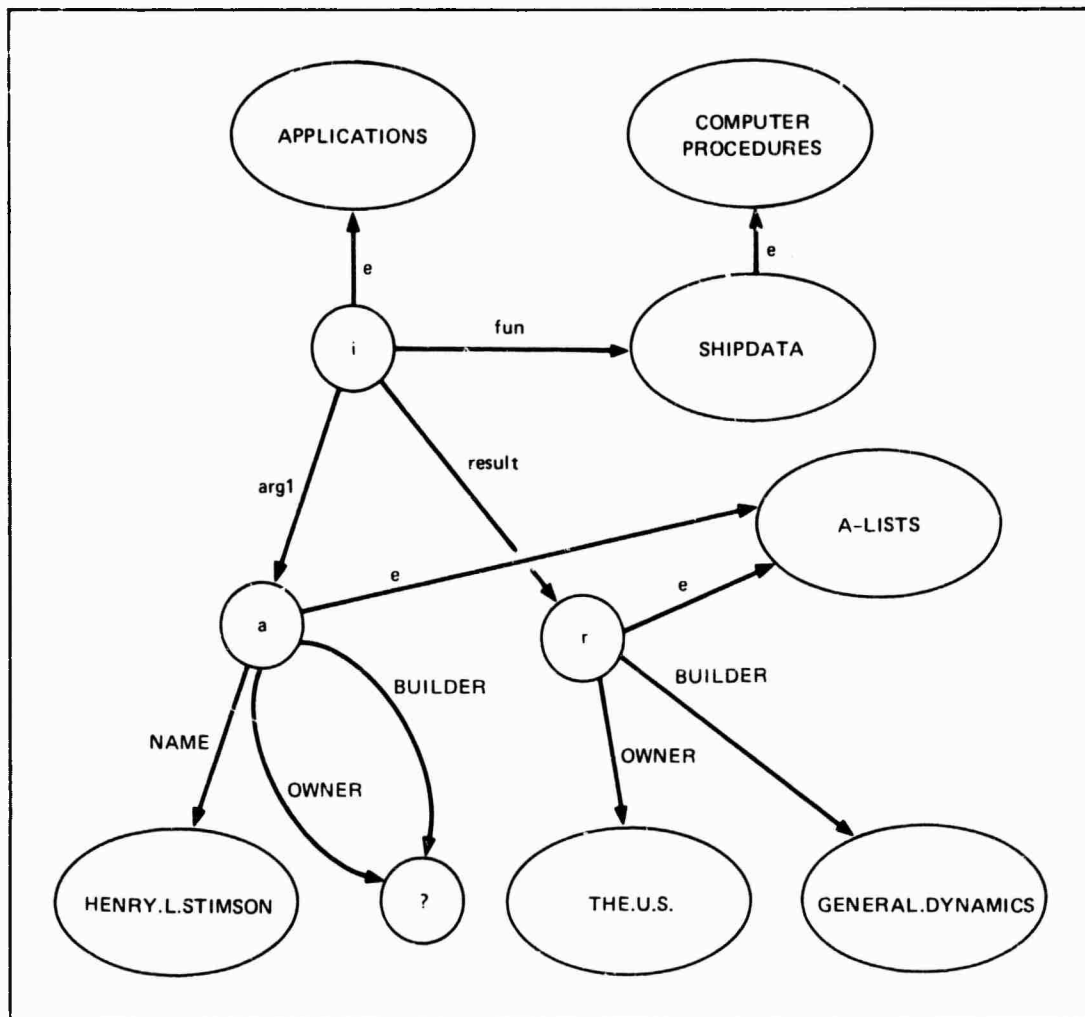 APPLICATIONS
COMPUTER
PROCEDURES
e
e
i
fun
SHIPDATA
arg1
result
A-LISTS
e
e
a
r
BUILDER
BUILDER
NAME
OWNER
OWNER
HENRY.L.STIMSON
?
THE.U.S.
GENERAL.DYNAMICS